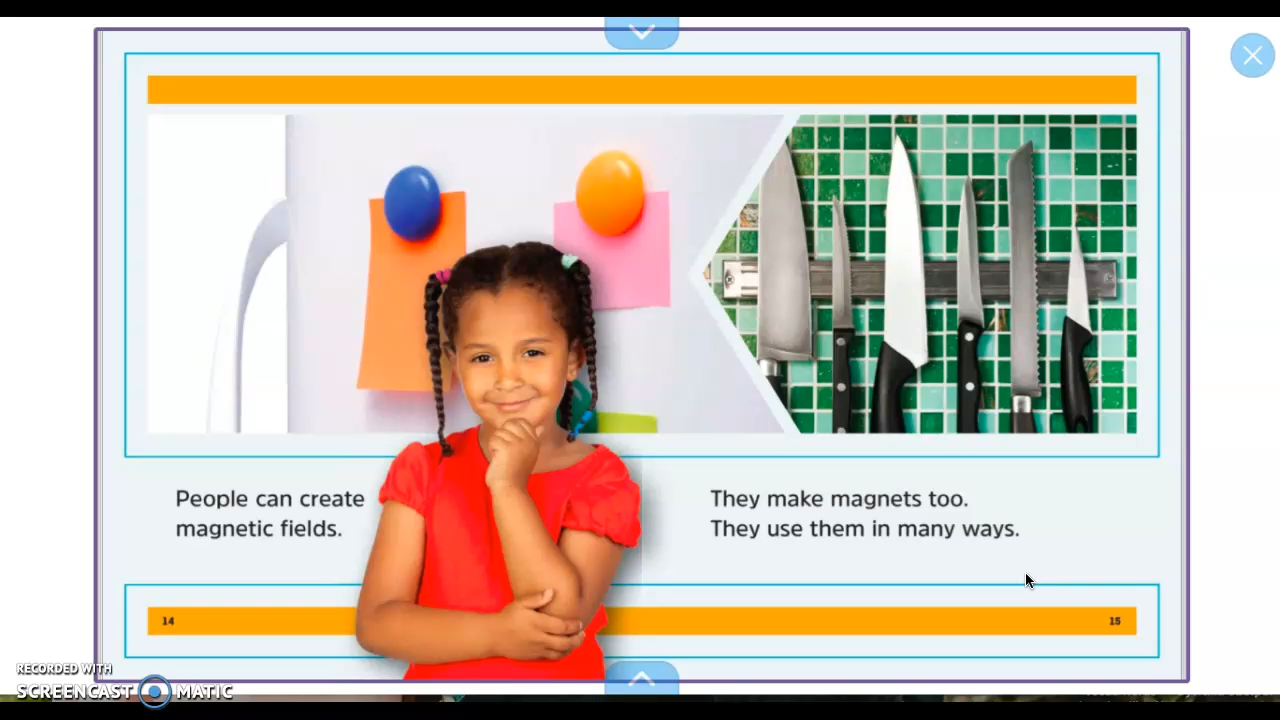 People can create
magnetic fields.
They make magnets too.
They use them in many ways.
14
15
RECORDED WITH
SCREENCAST MATIC